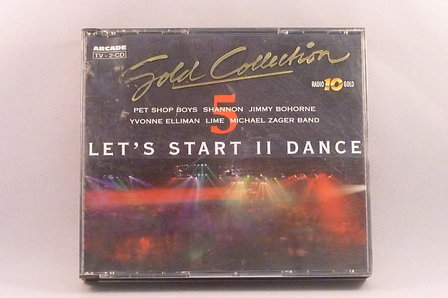 ARCADE
TV - 2-CD
Gold Collection
RADIO 10 GOLD
5
PET SHOP BOYS SHANNON JIMMY BOHORNE
YVONNE ELLIMAN LIME MICHAEL ZAGER BAND
LET'S START II DANCE